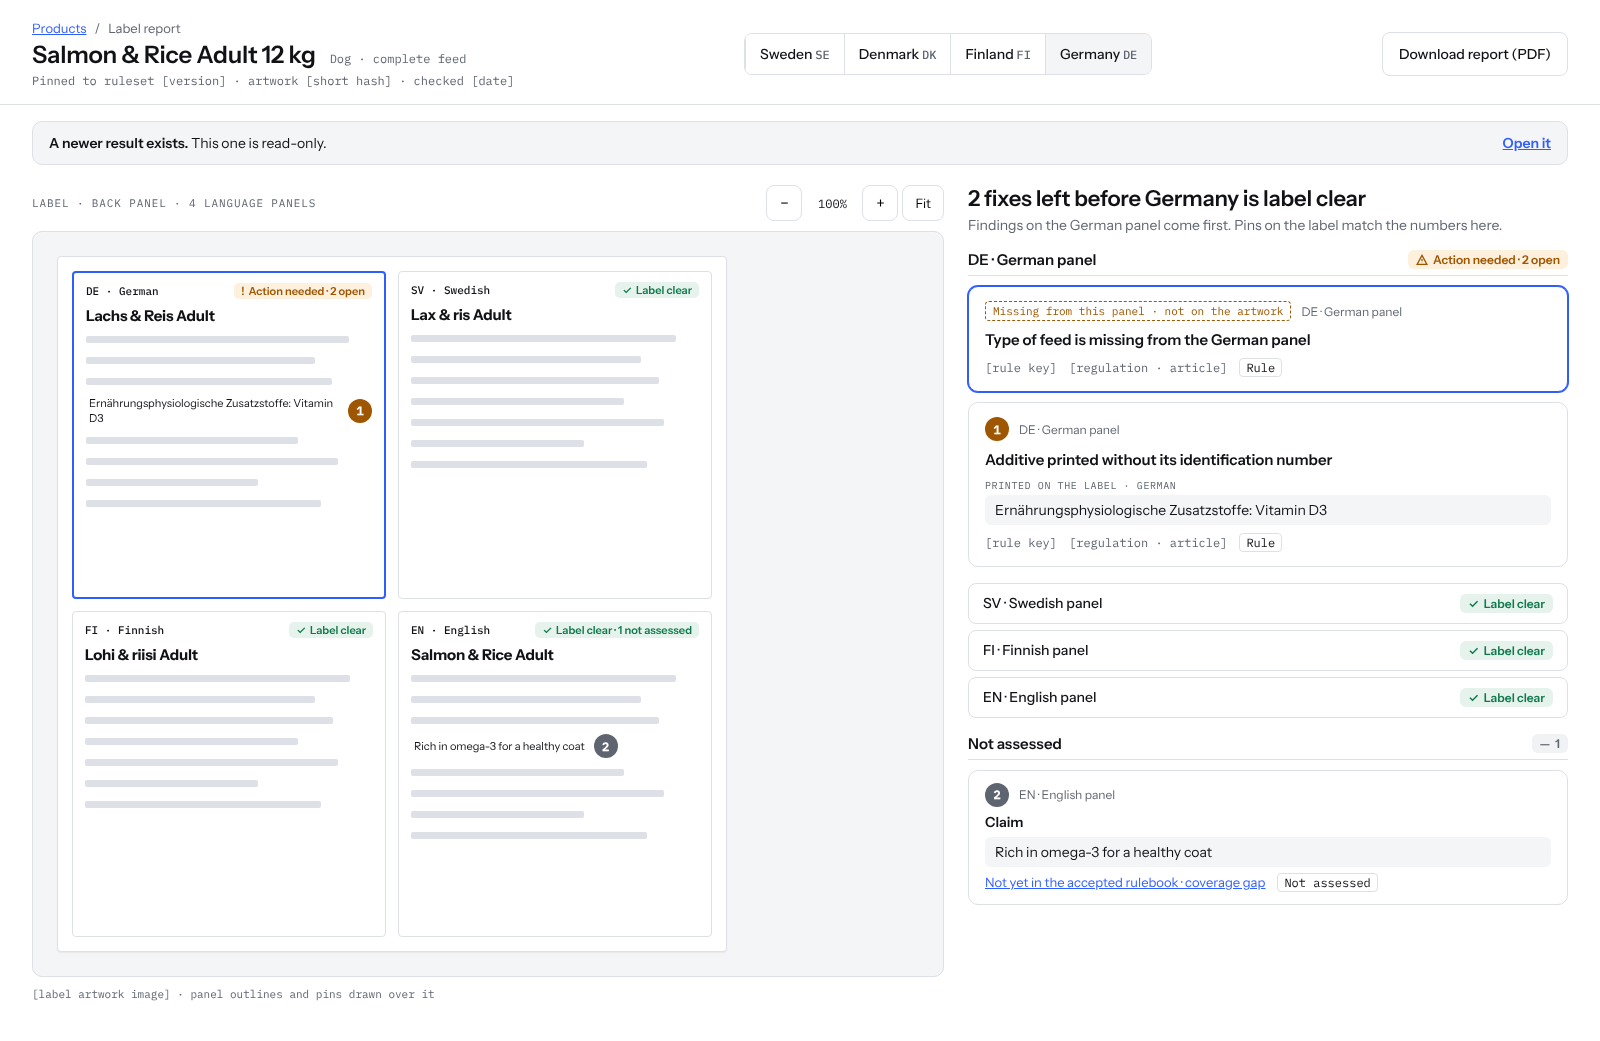 Products / Label report
Salmon & Rice Adult 12 kg Dog · complete feed
Pinned to ruleset [version] · artwork [short hash] · checked [date]
Sweden SE Denmark DK Finland FI Germany DE
Download report (PDF)
A newer result exists. This one is read-only.
Open it
LABEL · BACK PANEL · 4 LANGUAGE PANELS
− 100% + Fit
DE · German ! Action needed · 2 open
Lachs & Reis Adult
Ernährungsphysiologische Zusatzstoffe: Vitamin
D3
1
SV · Swedish ✓ Label clear
Lax & ris Adult
FI · Finnish ✓ Label clear
Lohi & riisi Adult
EN · English ✓ Label clear · 1 not assessed
Salmon & Rice Adult
Rich in omega-3 for a healthy coat 2
[label artwork image] · panel outlines and pins drawn over it
2 fixes left before Germany is label clear
Findings on the German panel come first. Pins on the label match the numbers here.
DE · German panel Action needed · 2 open
Missing from this panel · not on the artwork DE · German panel
Type of feed is missing from the German panel
[rule key] [regulation · article] Rule
1 DE · German panel
Additive printed without its identification number
PRINTED ON THE LABEL · GERMAN
Ernährungsphysiologische Zusatzstoffe: Vitamin D3
[rule key] [regulation · article] Rule
SV · Swedish panel ✓ Label clear
FI · Finnish panel ✓ Label clear
EN · English panel ✓ Label clear
Not assessed — 1
2 EN · English panel
Claim
Rich in omega-3 for a healthy coat
Not yet in the accepted rulebook · coverage gap Not assessed